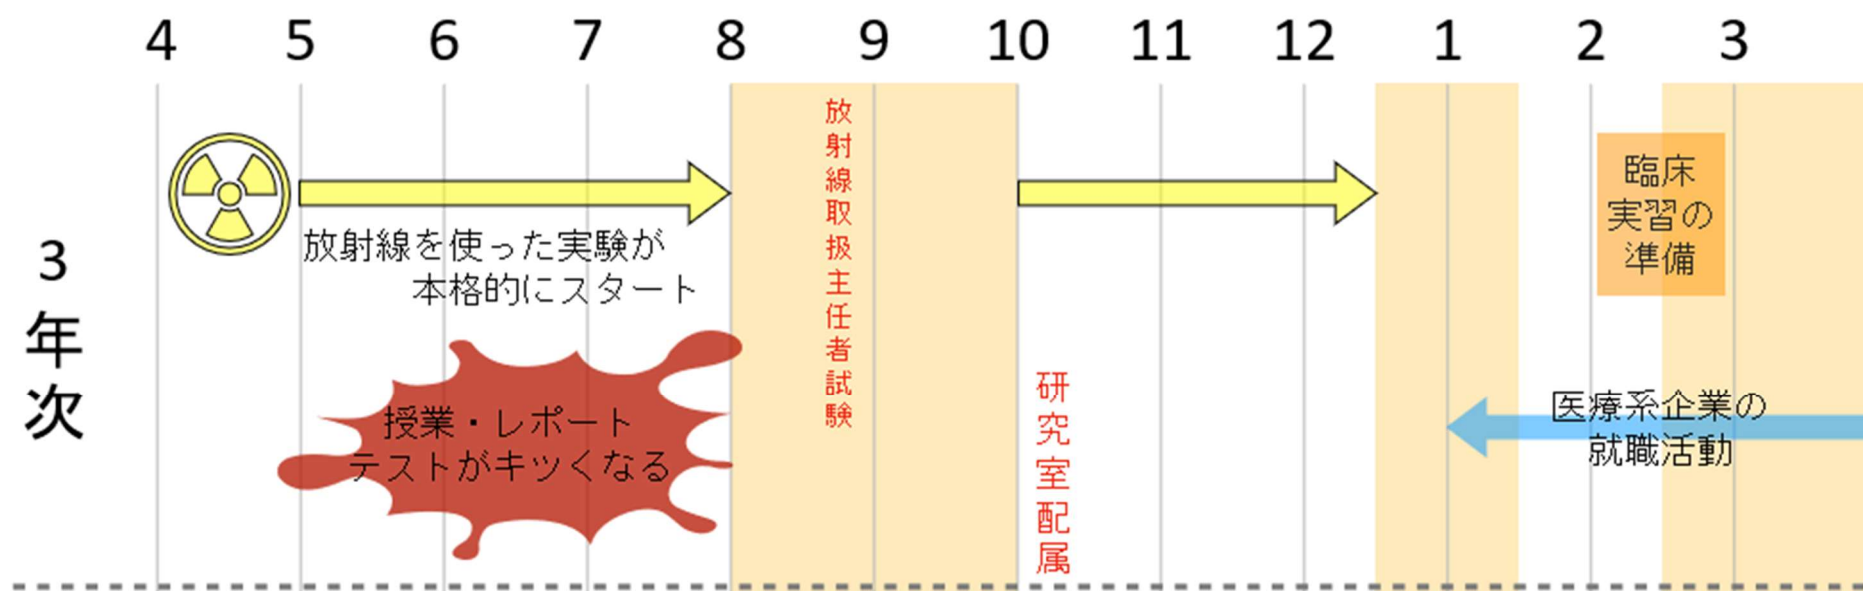 4 5 6 7 8 9 10 11 12 1 2 3
3年次
放射線を使った実験が
本格的にスタート
授業・レポート
テストがキツくなる
放射線取扱主任者試験
研究室配属
臨床
実習の
準備
医療系企業の
就職活動